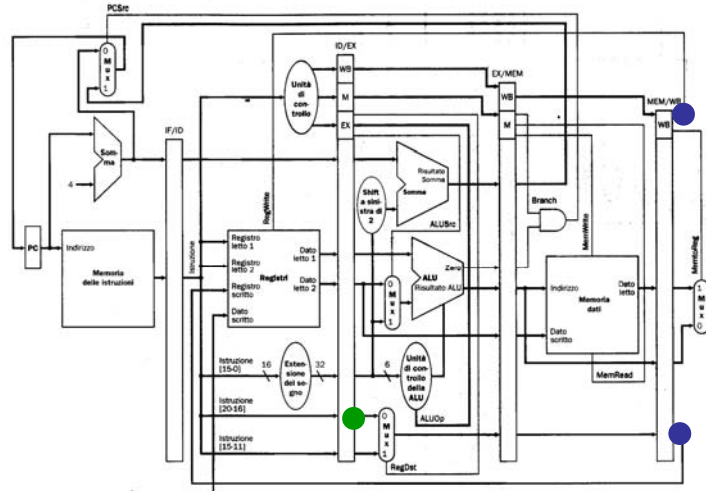 PCSrc
0
M
u
x
1
ID/EX
WB
M
EX
Unità
di
controllo
EX/MEM
WB
M
MEM/WB
WB
IF/ID
Som-
ma
4
Risultato
Somma
Somma
Shift
a sini-
stra di
2
RegWrite
ALUSrc
Branch
MemWrite
MemtoReg
PC
Indirizzo
Memoria
delle istruzioni
Istruzione
Registro
letto 1
Registro
letto 2
Registro
scritto
Dato
scritto
Registri
Dato
letto 1
Dato
letto 2
0
M
u
x
1
Zero
ALU
Risultato ALU
Indirizzo
Dato
letto
Memoria
dati
Dato
scritto
1
M
u
x
0
MemRead
Istruzione
[15-0]
16
Estensione
del segno
32
6
Unità di
controllo
della
ALU
ALUOp
Istruzione
[20-16]
Istruzione
[15-11]
0
M
u
x
1
RegDst